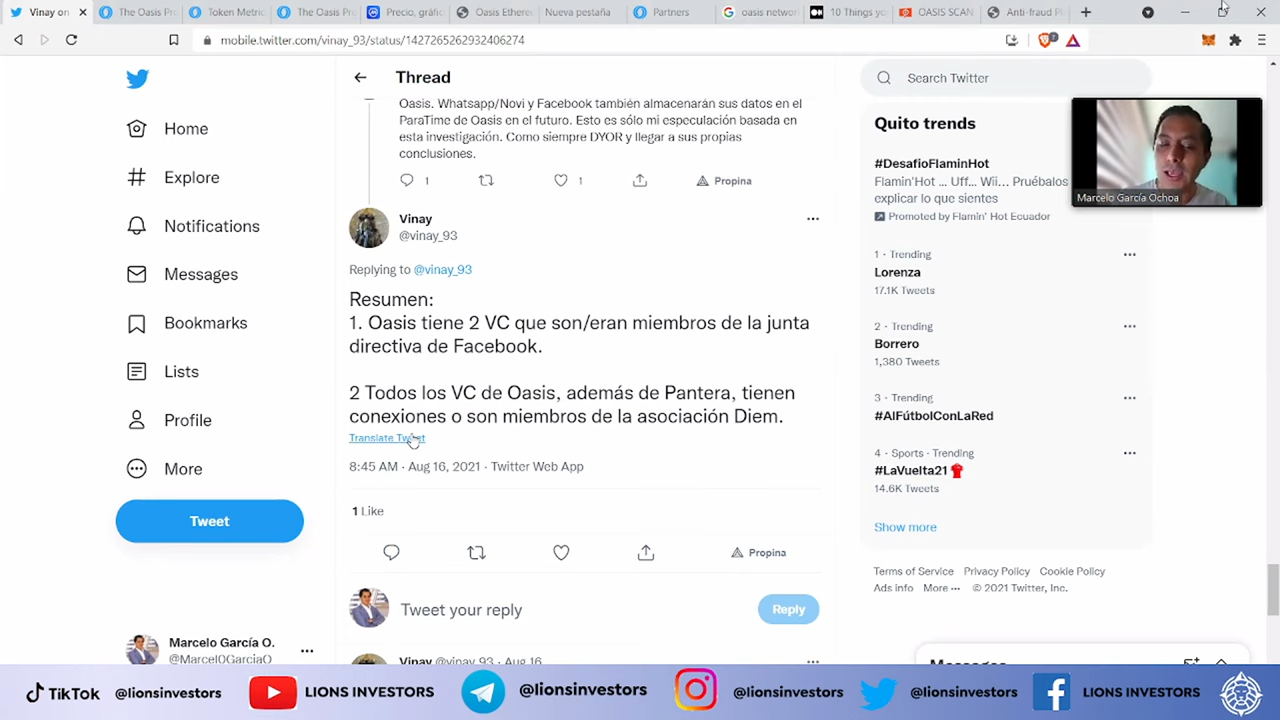 Vinay on
The Oasis Pr
Token Metric
The Oasis Pr
Precio, gráfic
Oasis Ethere
Nueva pestaña
Partners
oasis networ
10 Things yo
OASIS SCAN
Anti-fraud Pl
mobile.twitter.com/vinay_93/status/1427265262932406274
Home
Explore
Notifications
Messages
Bookmarks
Lists
Profile
More
Tweet
Marcelo García O.
@Marcel0GarciaO
Thread
Oasis. Whatsapp/Novi y Facebook también almacenarán sus datos en el
ParaTime de Oasis en el futuro. Esto es sólo mi especulación basada en
esta investigación. Como siempre DYOR y llegar a sus propias
conclusiones.
1
1
Propina
Vinay
@vinay_93
Replying to @vinay_93
Resumen:
1. Oasis tiene 2 VC que son/eran miembros de la junta
directiva de Facebook.
2 Todos los VC de Oasis, además de Pantera, tienen
conexiones o son miembros de la asociación Diem.
Translate Tweet
8:45 AM · Aug 16, 2021 · Twitter Web App
1 Like
Propina
Tweet your reply
Reply
Vinay @vinay_93 · Aug 16
Search Twitter
Quito trends
#DesafioFlaminHot
Flamin'Hot ... Uff... Wii... Pruébalos
explicar lo que sientes
Promoted by Flamin' Hot Ecuador
Marcelo García Ochoa
1 · Trending
Lorenza
17.1K Tweets
2 · Trending
Borrero
1,380 Tweets
3 · Trending
#AlFútbolConLaRed
4 · Sports · Trending
#LaVuelta21
14.6K Tweets
Show more
Terms of Service Privacy Policy Cookie Policy
Ads info More ··· © 2021 Twitter, Inc.
Messages
TikTok @lionsinvestors
LIONS INVESTORS
@lionsinvestors
@lionsinvestors
@lionsinvestors
LIONS INVESTORS